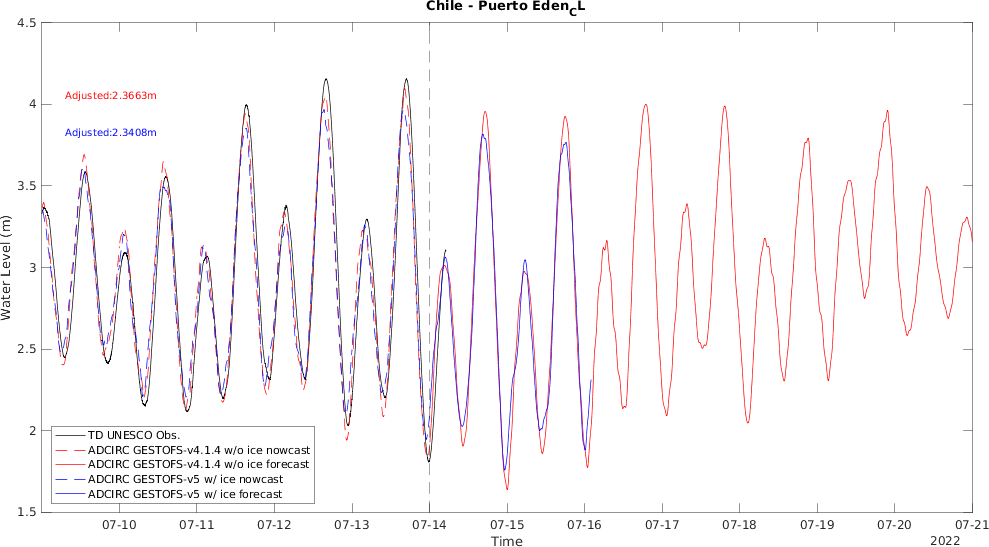 Chile - Puerto Eden_CL
4.5
4
3.5
3
2.5
2
1.5
Water Level (m)
Adjusted:2.3663m
Adjusted:2.3408m
TD UNESCO Obs.
ADCIRC GESTOFS-v4.1.4 w/o ice nowcast
ADCIRC GESTOFS-v4.1.4 w/o ice forecast
ADCIRC GESTOFS-v5 w/ ice nowcast
ADCIRC GESTOFS-v5 w/ ice forecast
07-10 07-11 07-12 07-13 07-14 07-15 07-16 07-17 07-18 07-19 07-20 07-21
Time
2022